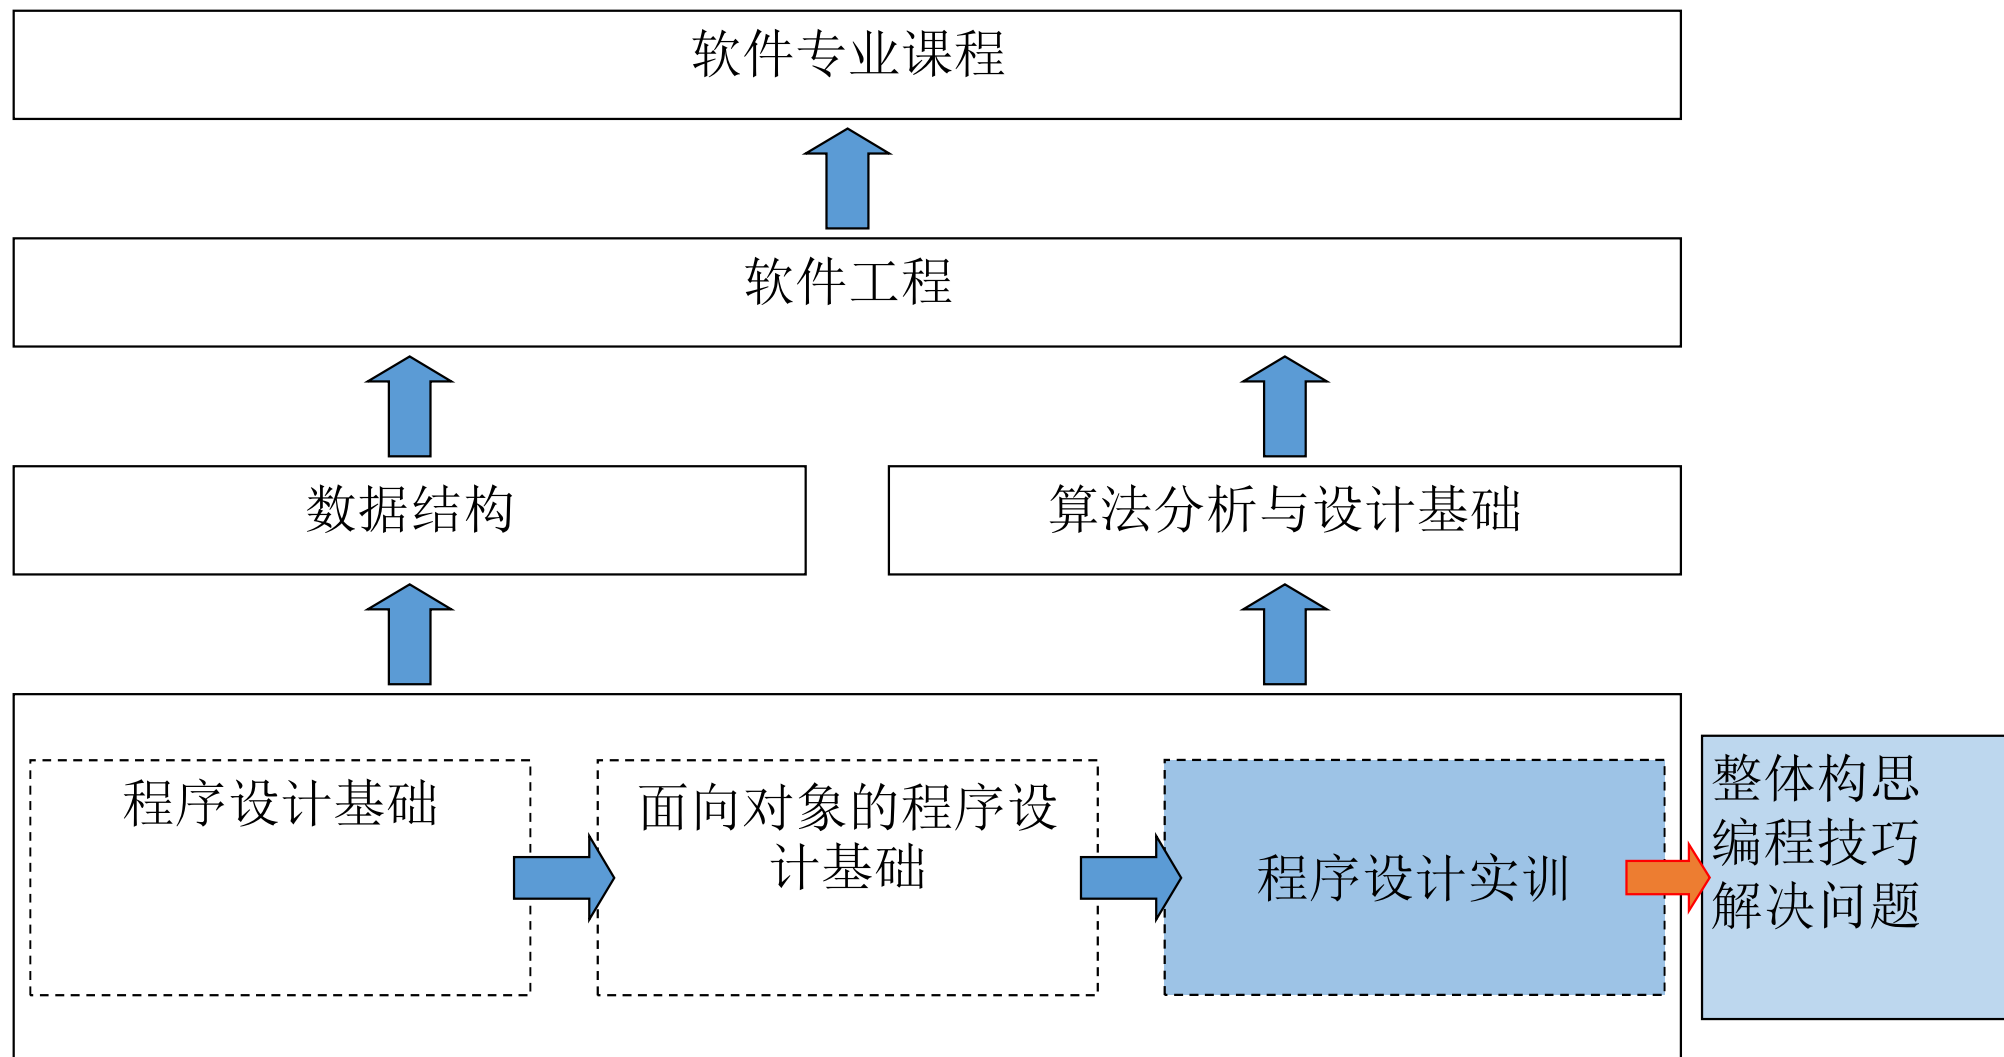 软件专业课程
软件工程
数据结构
算法分析与设计基础
程序设计基础
面向对象的程序设
计基础
程序设计实训
整体构思
编程技巧
解决问题